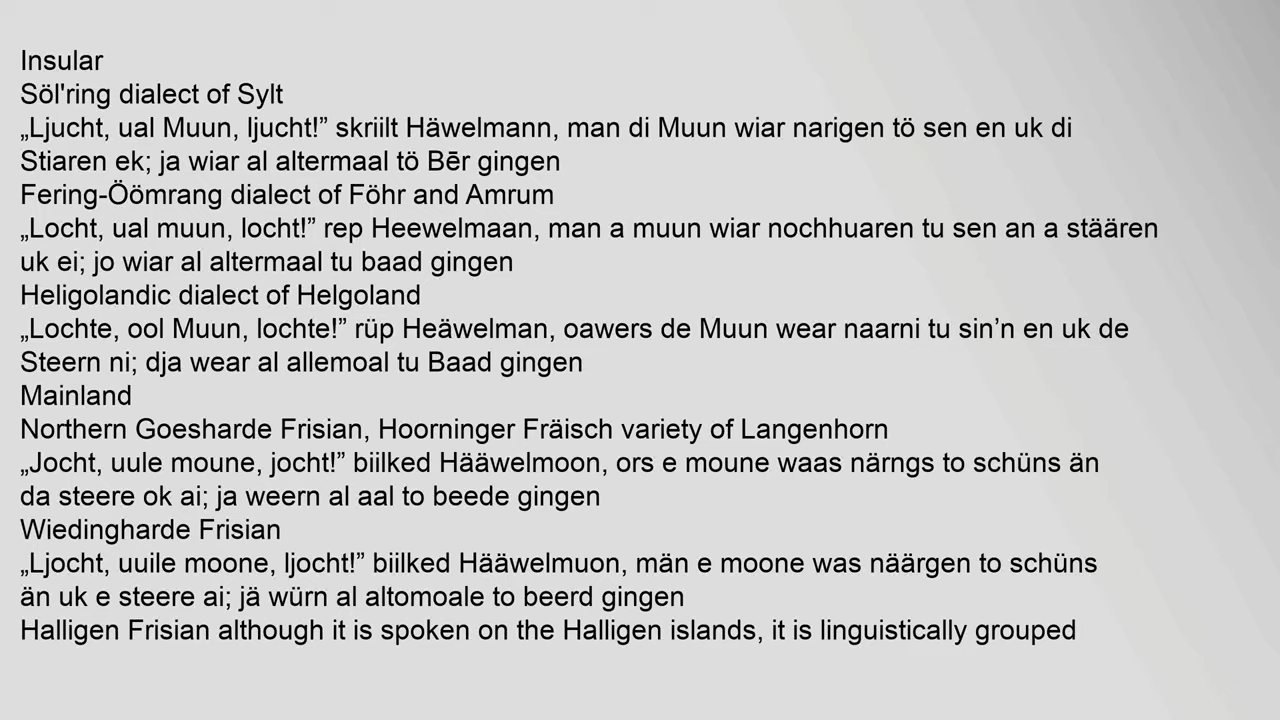 Insular
Söl'ring dialect of Sylt
„Ljucht, ual Muun, ljucht!” skriilt Häwelmann, man di Muun wiar narigen tö sen en uk di
Stiaren ek; ja wiar al altermaal tö Bēr gingen
Fering-Öömrang dialect of Föhr and Amrum
„Locht, ual muun, locht!” rep Heewelmaan, man a muun wiar nochhuaren tu sen an a stäären
uk ei; jo wiar al altermaal tu baad gingen
Heligolandic dialect of Helgoland
„Lochte, ool Muun, lochte!” rüp Heäwelman, oawers de Muun wear naarni tu sin’n en uk de
Steern ni; dja wear al allemoal tu Baad gingen
Mainland
Northern Goesharde Frisian, Hoorninger Fräisch variety of Langenhorn
„Jocht, uule moune, jocht!” biilked Hääwelmoon, ors e moune waas närngs to schüns än
da steere ok ai; ja weern al aal to beede gingen
Wiedingharde Frisian
„Ljocht, uuile moone, ljocht!” biilked Hääwelmuon, män e moone was näärgen to schüns
än uk e steere ai; jä würn al altomoale to beerd gingen
Halligen Frisian although it is spoken on the Halligen islands, it is linguistically grouped